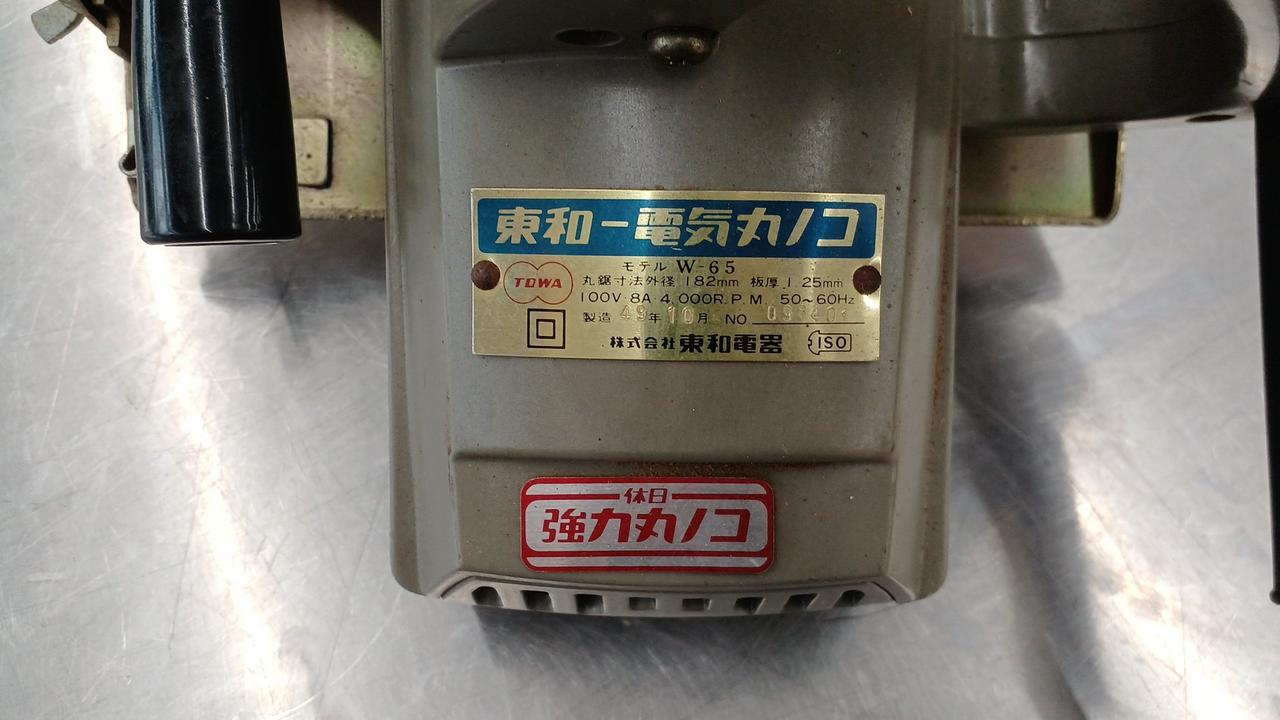 東和一電気丸ノコ
モデル W-65
TOWA
丸鋸寸法外径 182mm 板厚 1.25mm
100V·8A·4,000R.P.M 50~60Hz
製造 49年 10月 NO
株式会社 東和電器 ISO
休日
強力丸ノコ